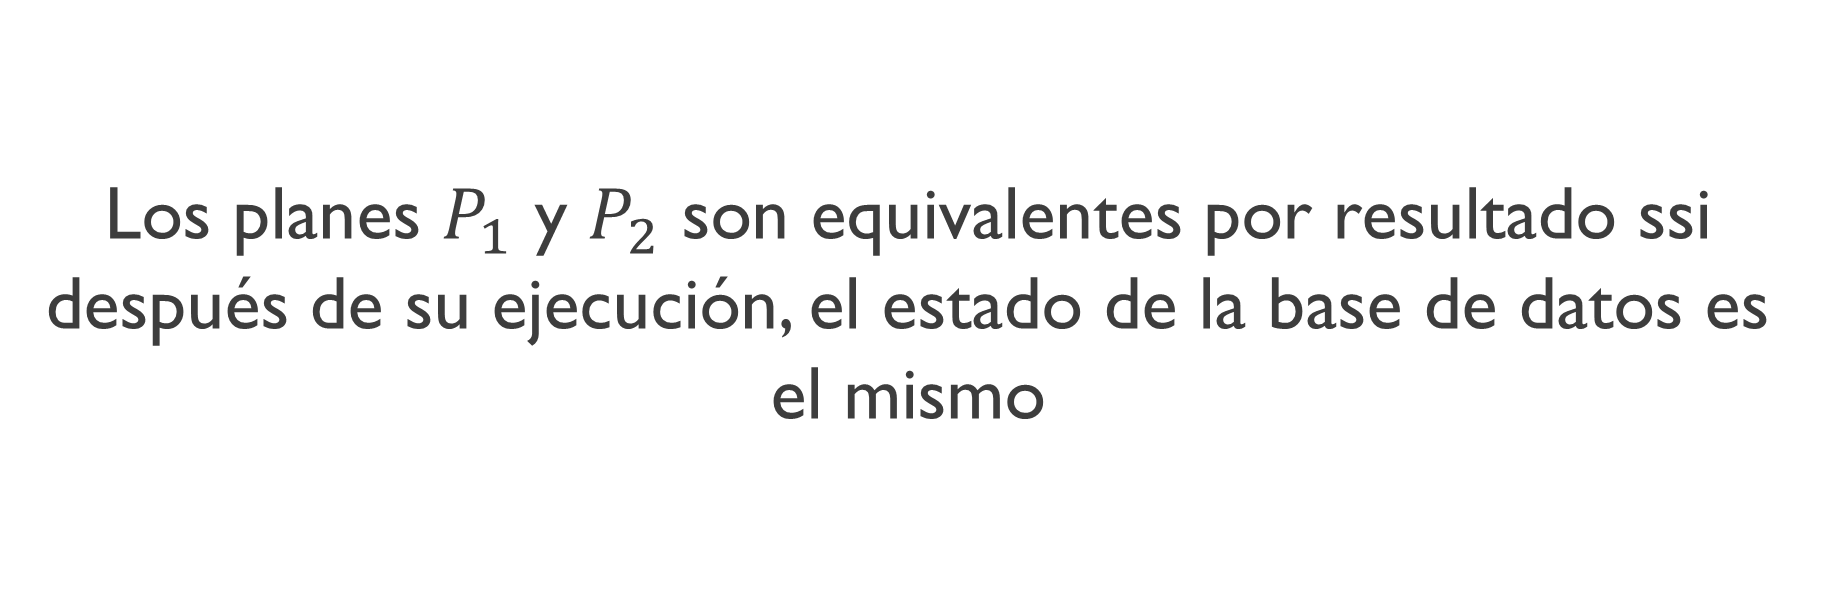 Los planes P₁ y P₂ son equivalentes por resultado ssi
después de su ejecución, el estado de la base de datos es
el mismo